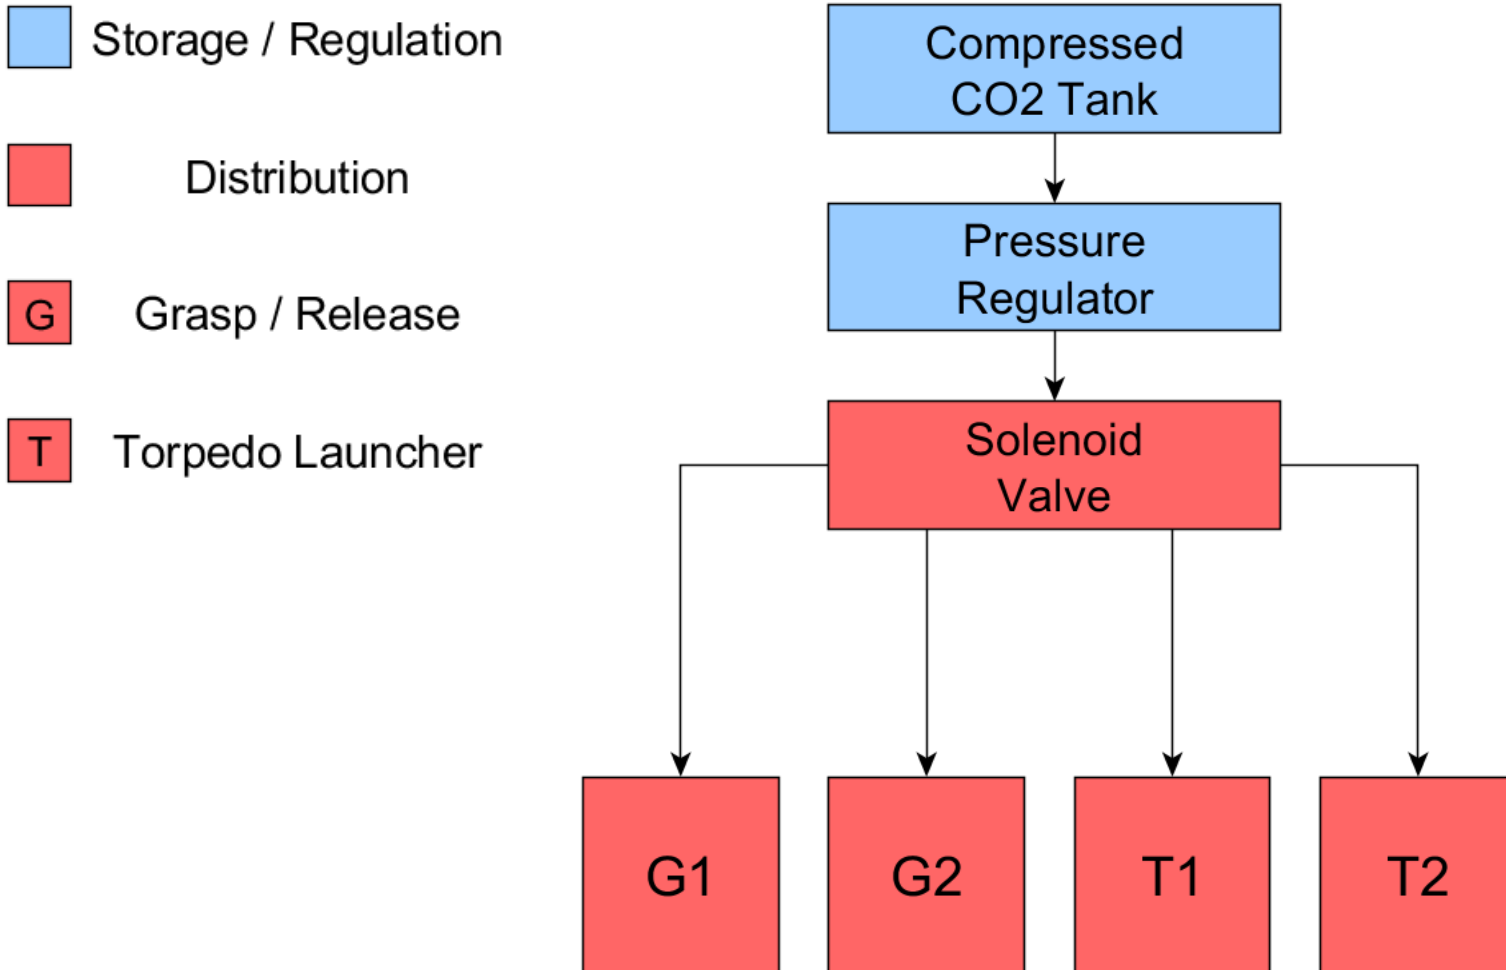 Storage / Regulation
Distribution
G Grasp / Release
T Torpedo Launcher
Compressed
CO2 Tank
Pressure
Regulator
Solenoid
Valve
G1
G2
T1
T2